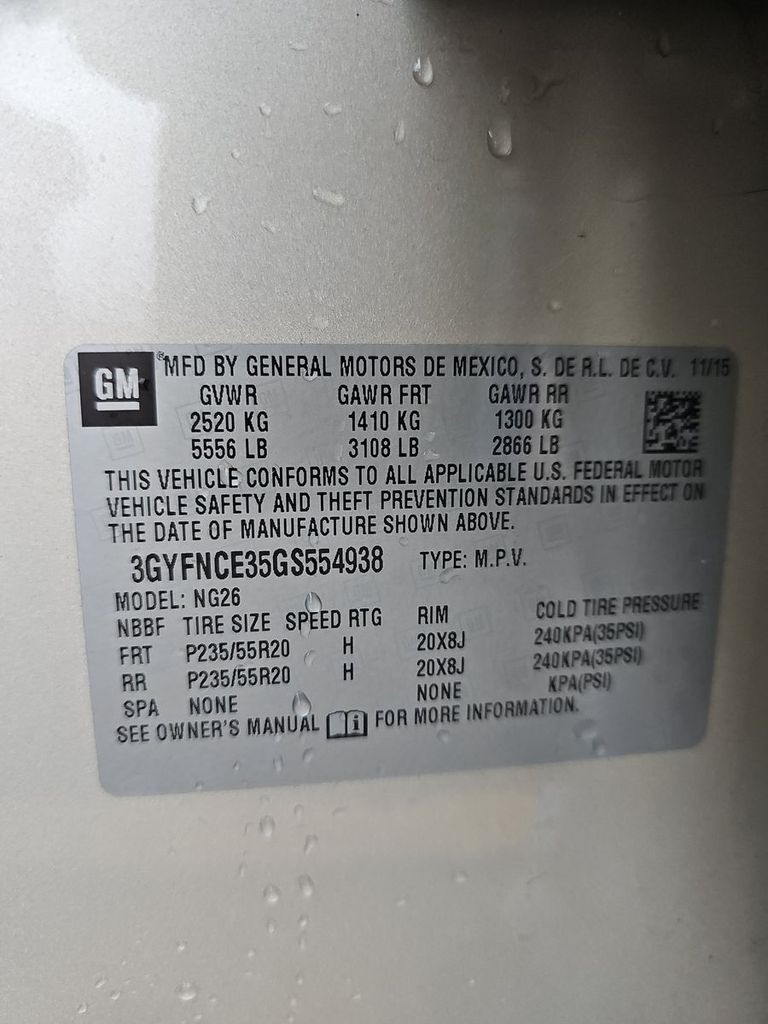 GM ® MFD BY GENERAL MOTORS DE MEXICO, S. DE R.L. DE C.V. 11/15
GVWR GAWR FRT GAWR RR
2520 KG 1410 KG 1300 KG
5556 LB 3108 LB 2866 LB
THIS VEHICLE CONFORMS TO ALL APPLICABLE U.S. FEDERAL MOTOR
VEHICLE SAFETY AND THEFT PREVENTION STANDARDS IN EFFECT ON
THE DATE OF MANUFACTURE SHOWN ABOVE.
3GYFNCE35GS554938 TYPE: M.P.V.
MODEL: NG26
NBBF TIRE SIZE SPEED RTG RIM COLD TIRE PRESSURE
FRT P235/55R20 H 20X8J 240KPA(35PSI)
RR P235/55R20 H 20X8J 240KPA(35PSI)
SPA NONE NONE KPA(PSI)
SEE OWNER'S MANUAL i FOR MORE INFORMATION.